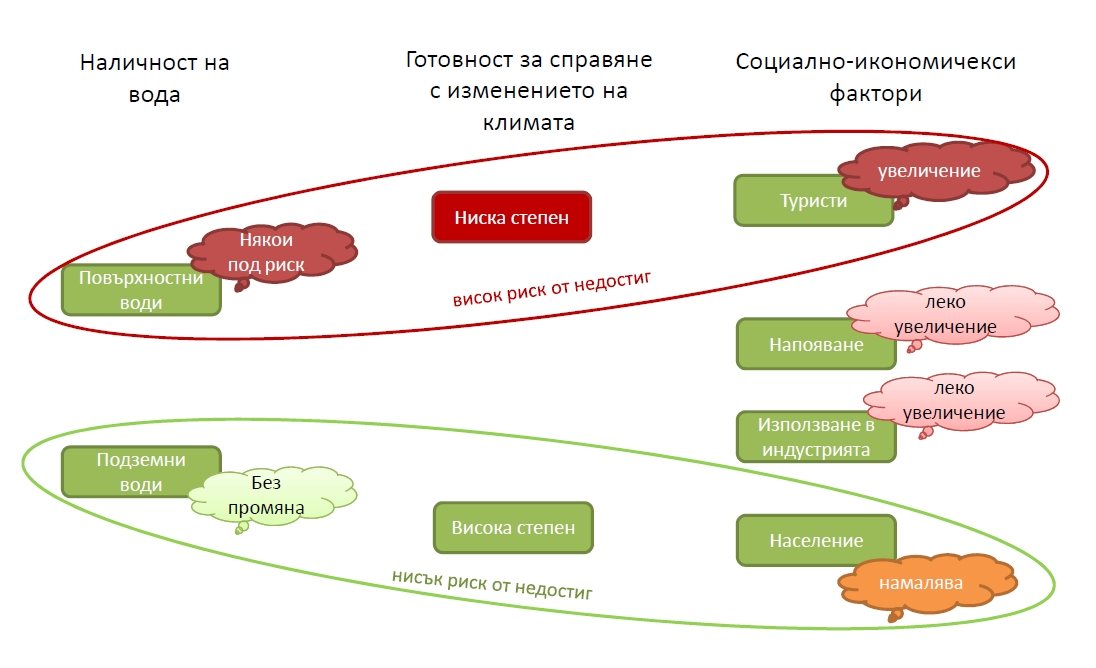 Наличност на
вода
Готовност за справяне
с изменението на
климата
Социално-икономичекси
фактори
увеличение
Туристи
Ниска степен
Някои
под риск
Повърхностни
води
висок риск от недостиг
леко
увеличение
Напояване
леко
увеличение
Използване в
индустрията
Подземни
води
Без
промяна
Висока степен
Население
намалява
нисък риск от недостиг